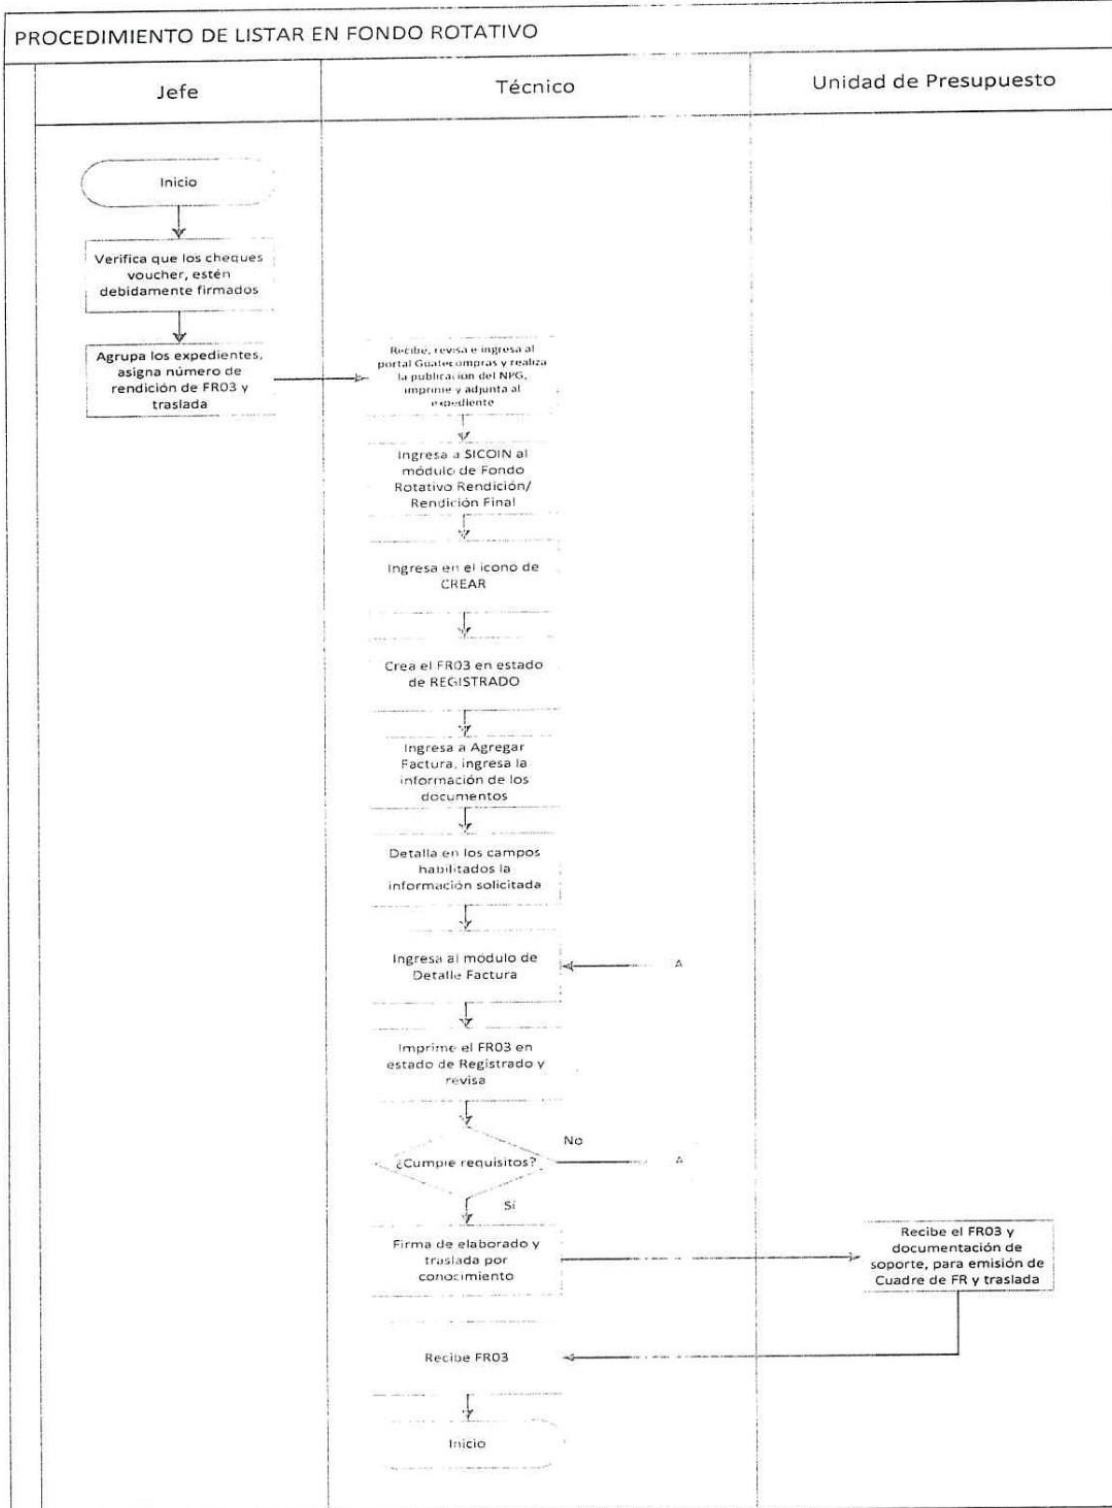 PROCEDIMIENTO DE LISTAR EN FONDO ROTATIVO
Jefe
Técnico
Unidad de Presupuesto
Inicio
Verifica que los cheques
voucher, estén
debidamente firmados
Agrupa los expedientes,
asigna número de
rendición de FR03 y
traslada
Recibe, revisa e ingresa al
portal Guatecompras y realiza
la publicación del NPG,
imprime y adjunta al
expediente
Ingresa a SICOIN al
módulo de Fondo
Rotativo Rendición/
Rendición Final
Ingresa en el icono de
CREAR
Crea el FR03 en estado
de REGISTRADO
Ingresa a Agregar
Factura, ingresa la
información de los
documentos
Detalla en los campos
habilitados la
información solicitada
Ingresa al módulo de
Detalle Factura
A
Imprime el FR03 en
estado de Registrado y
revisa
No
¿Cumple requisitos?
A
Sí
Firma de elaborado y
traslada por
conocimiento
Recibe el FR03 y
documentación de
soporte, para emisión de
Cuadre de FR y traslada
Recibe FR03
Inicio